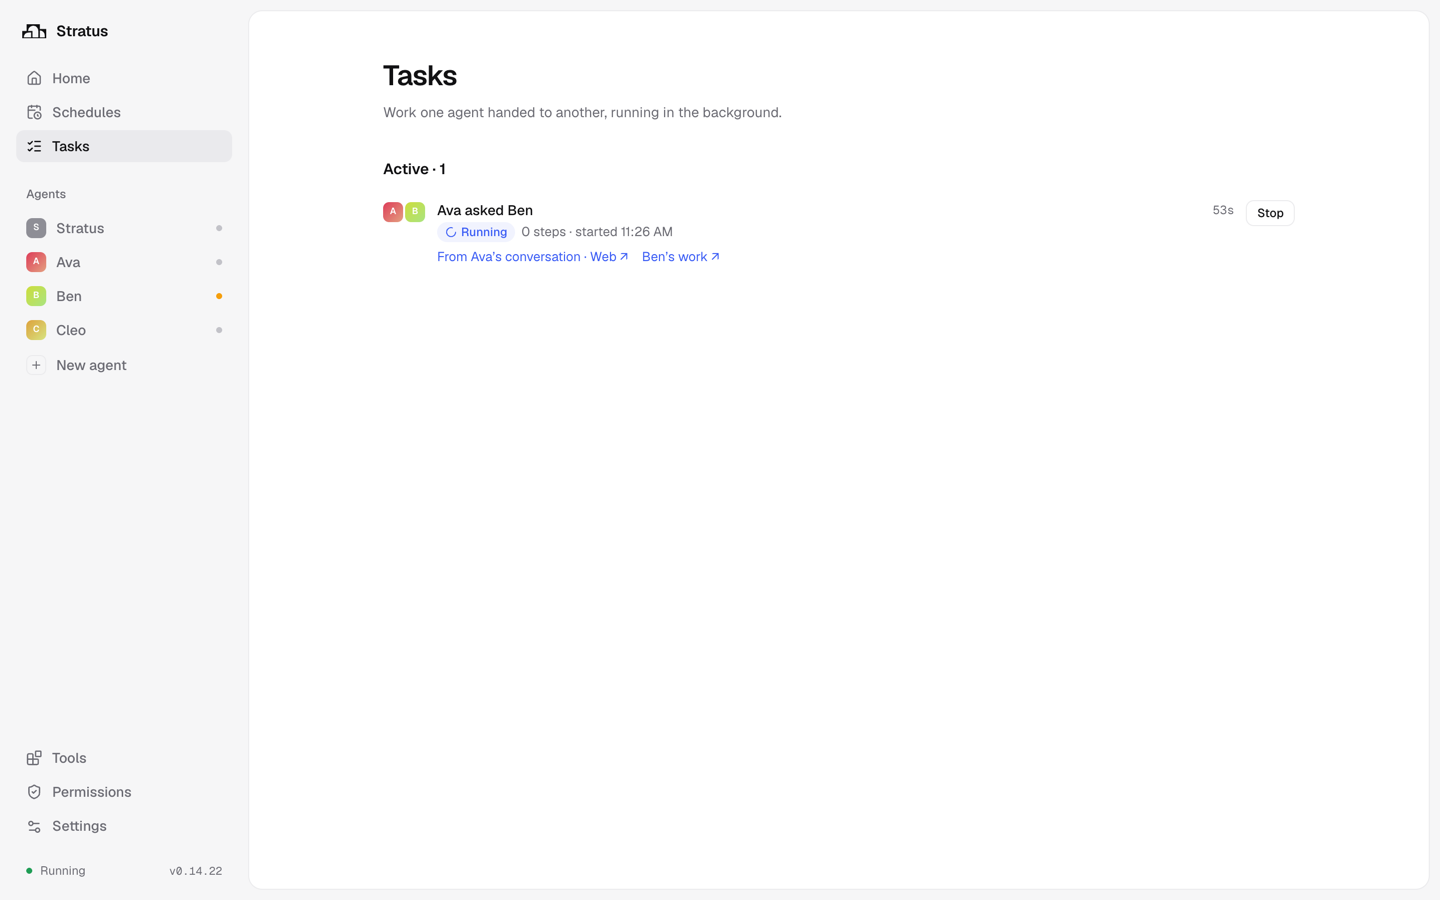 Stratus
Home
Schedules
Tasks
Agents
S Stratus
A Ava
B Ben
C Cleo
New agent
Tools
Permissions
Settings
Running v0.14.22
Tasks
Work one agent handed to another, running in the background.
Active · 1
A B Ava asked Ben 53s Stop
Running 0 steps · started 11:26 AM
From Ava's conversation · Web ↗ Ben's work ↗